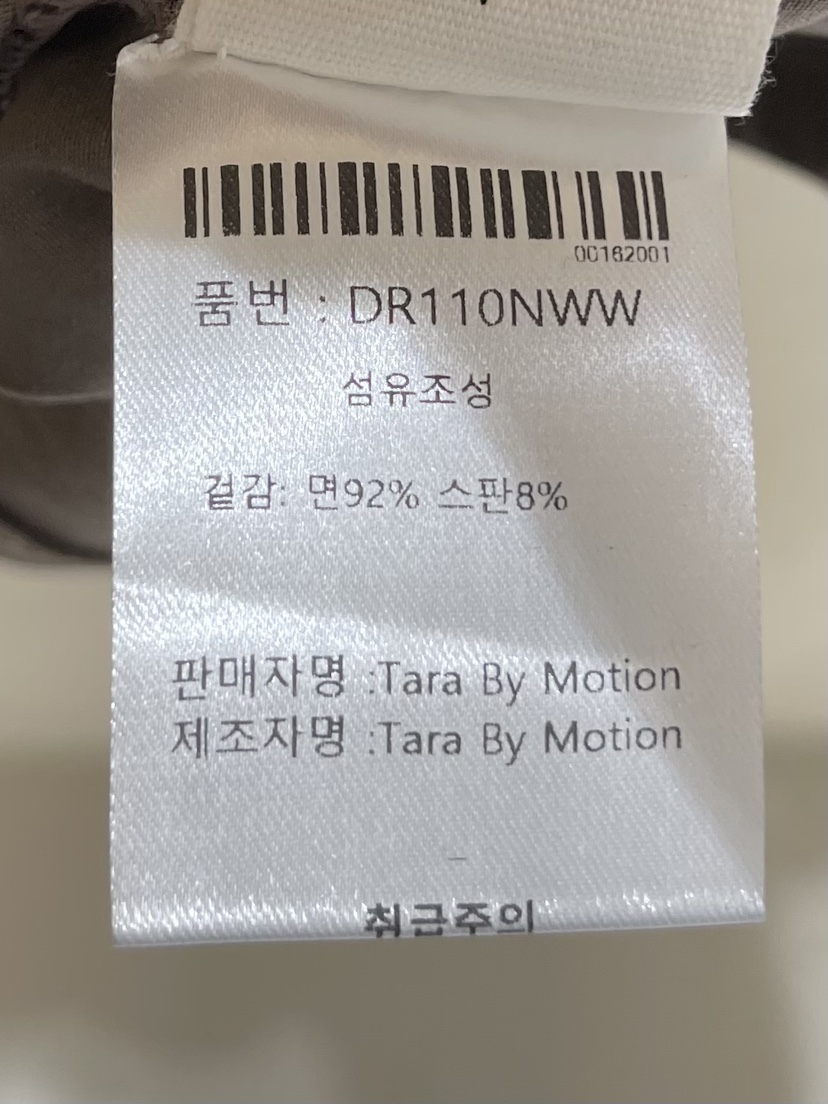 00162001
품번 : DR110NWW
섬유조성
겉감: 면92% 스판8%
판매자명 :Tara By Motion
제조자명 :Tara By Motion
취급주의